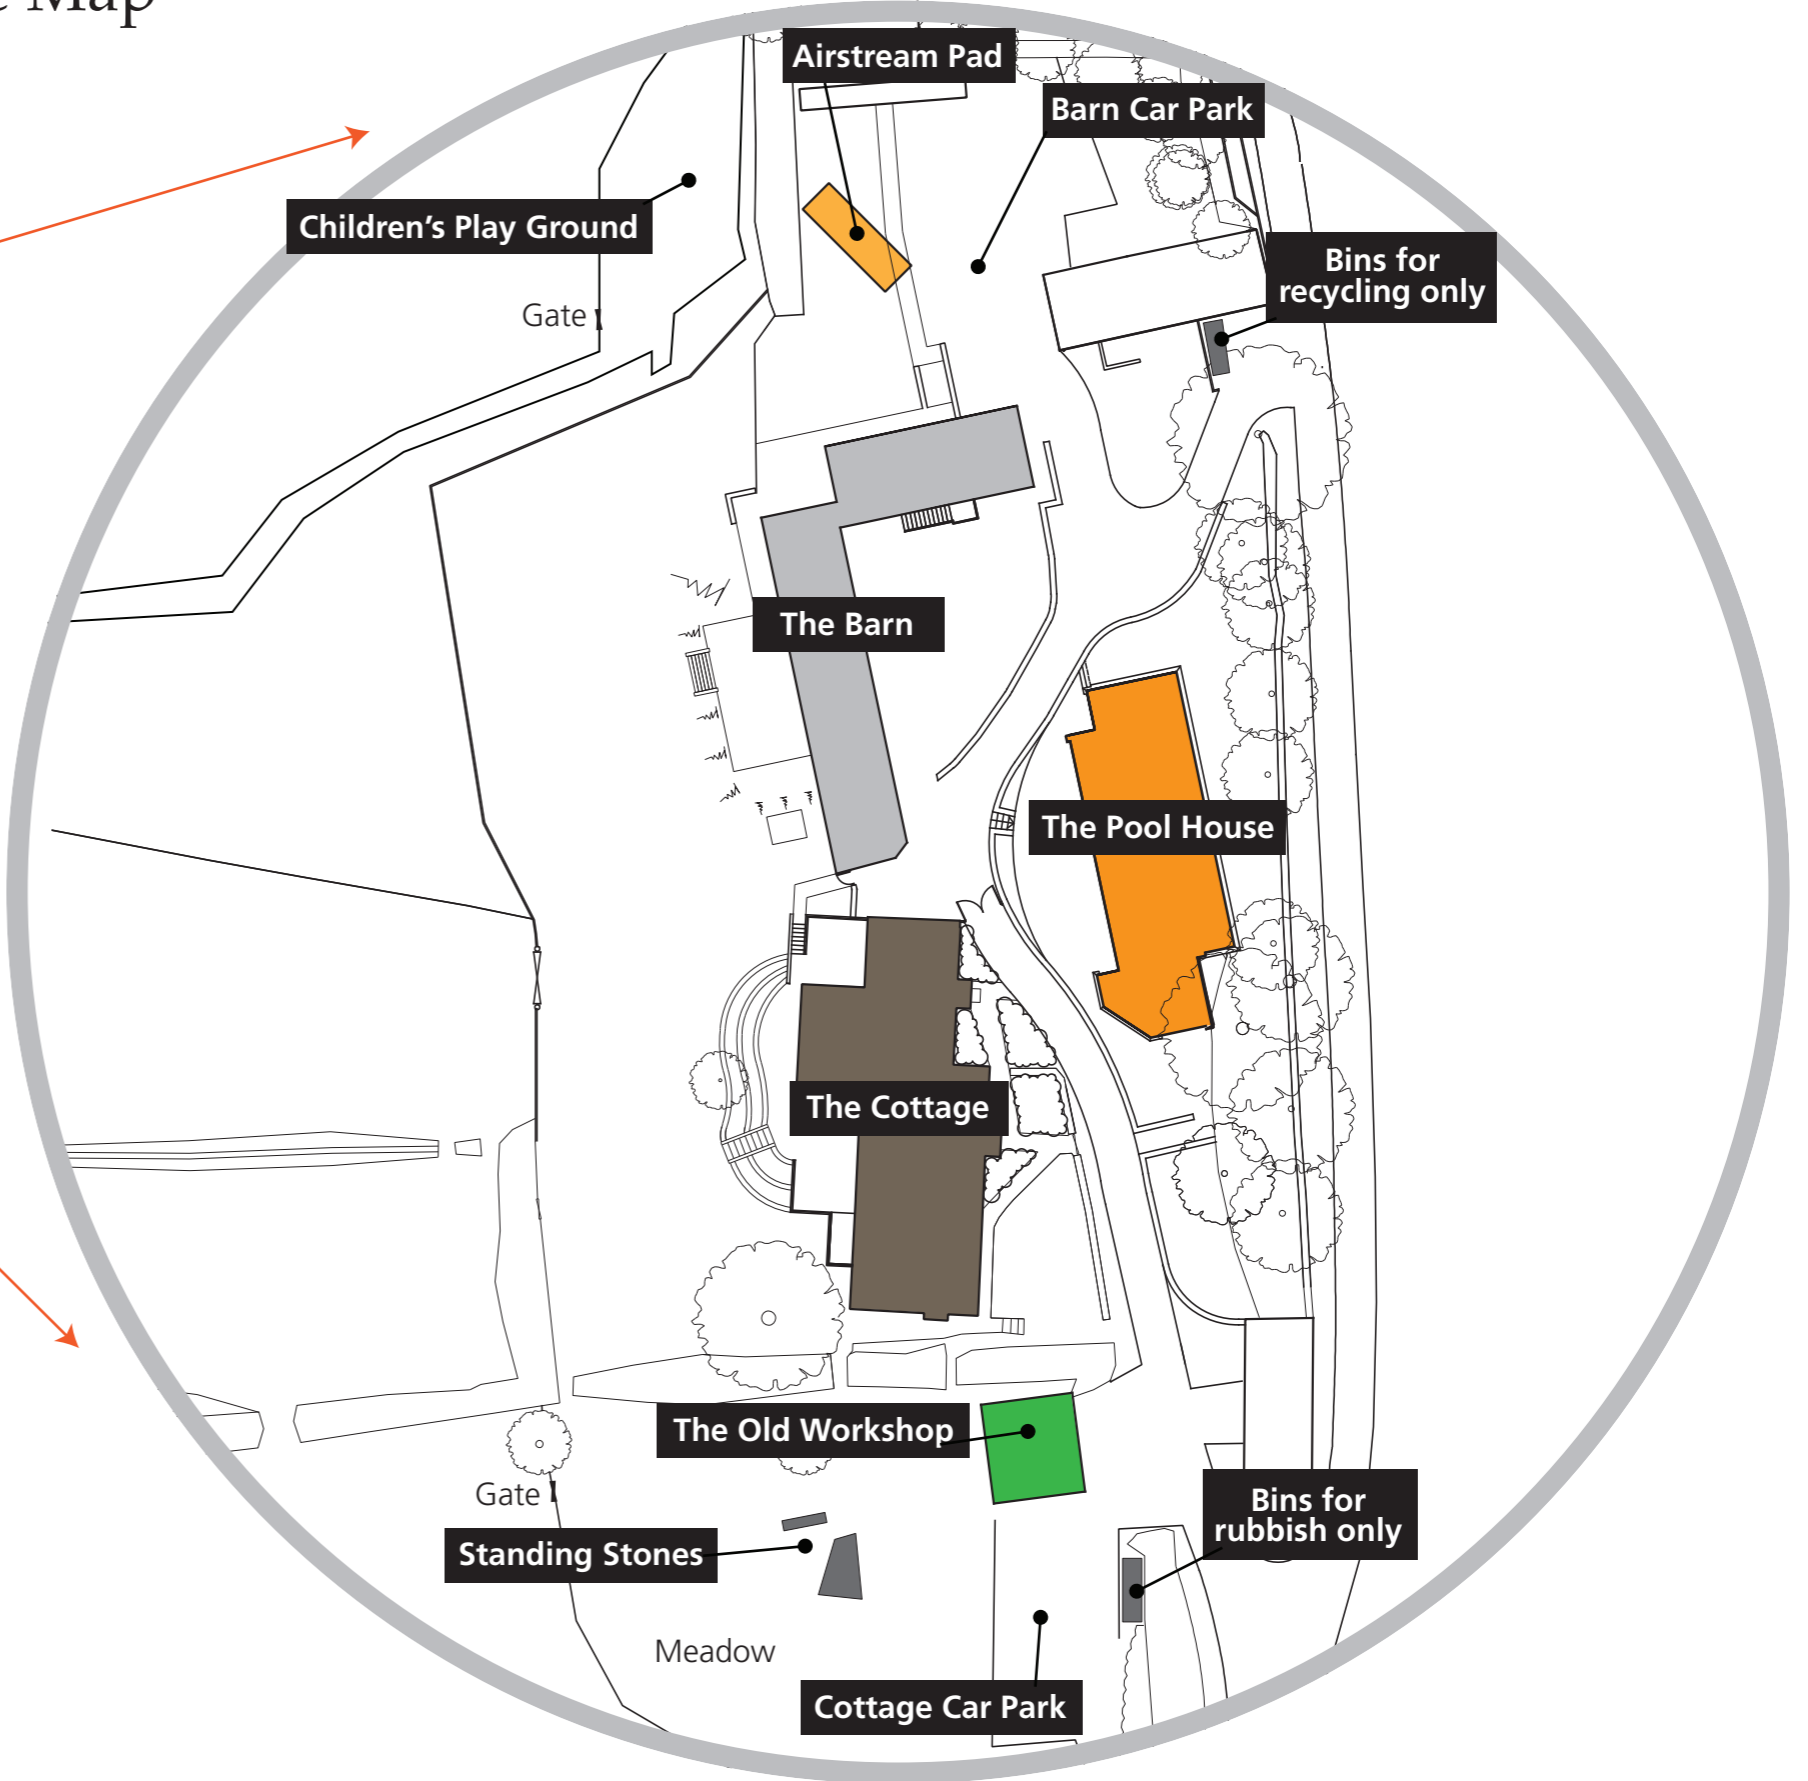 Map
Airstream Pad
Barn Car Park
Children's Play Ground
Bins for
recycling only
Gate
The Barn
The Pool House
The Cottage
The Old Workshop
Gate
Bins for
rubbish only
Standing Stones
Meadow
Cottage Car Park